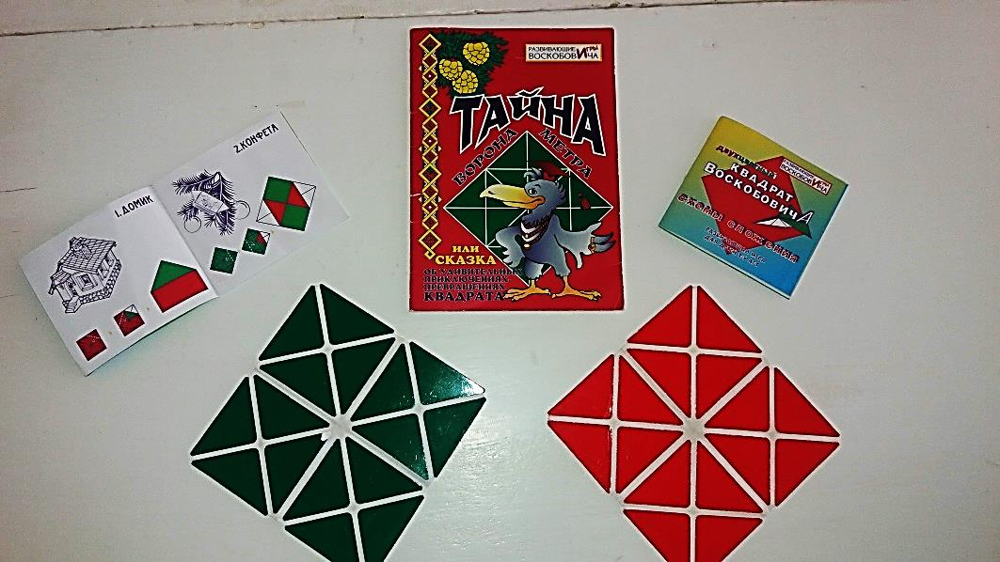 1. ДОМИК
2. КОНФЕТА
РАЗВИВАЮЩИЕ ИГРЫ
ВОСКОБОВИЧА
ТАЙНА
ВОРОНА МЕТРА
ИЛИ
СКАЗКА
ОБ УДИВИТЕЛЬНЫХ
ПРИКЛЮЧЕНИЯХ-
ПРЕВРАЩЕНИЯХ
КВАДРАТА
ДВУХЦВЕТНЫЙ
КВАДРАТ
ВОСКОБОВИЧА
СХЕМЫ СЛОЖЕНИЯ